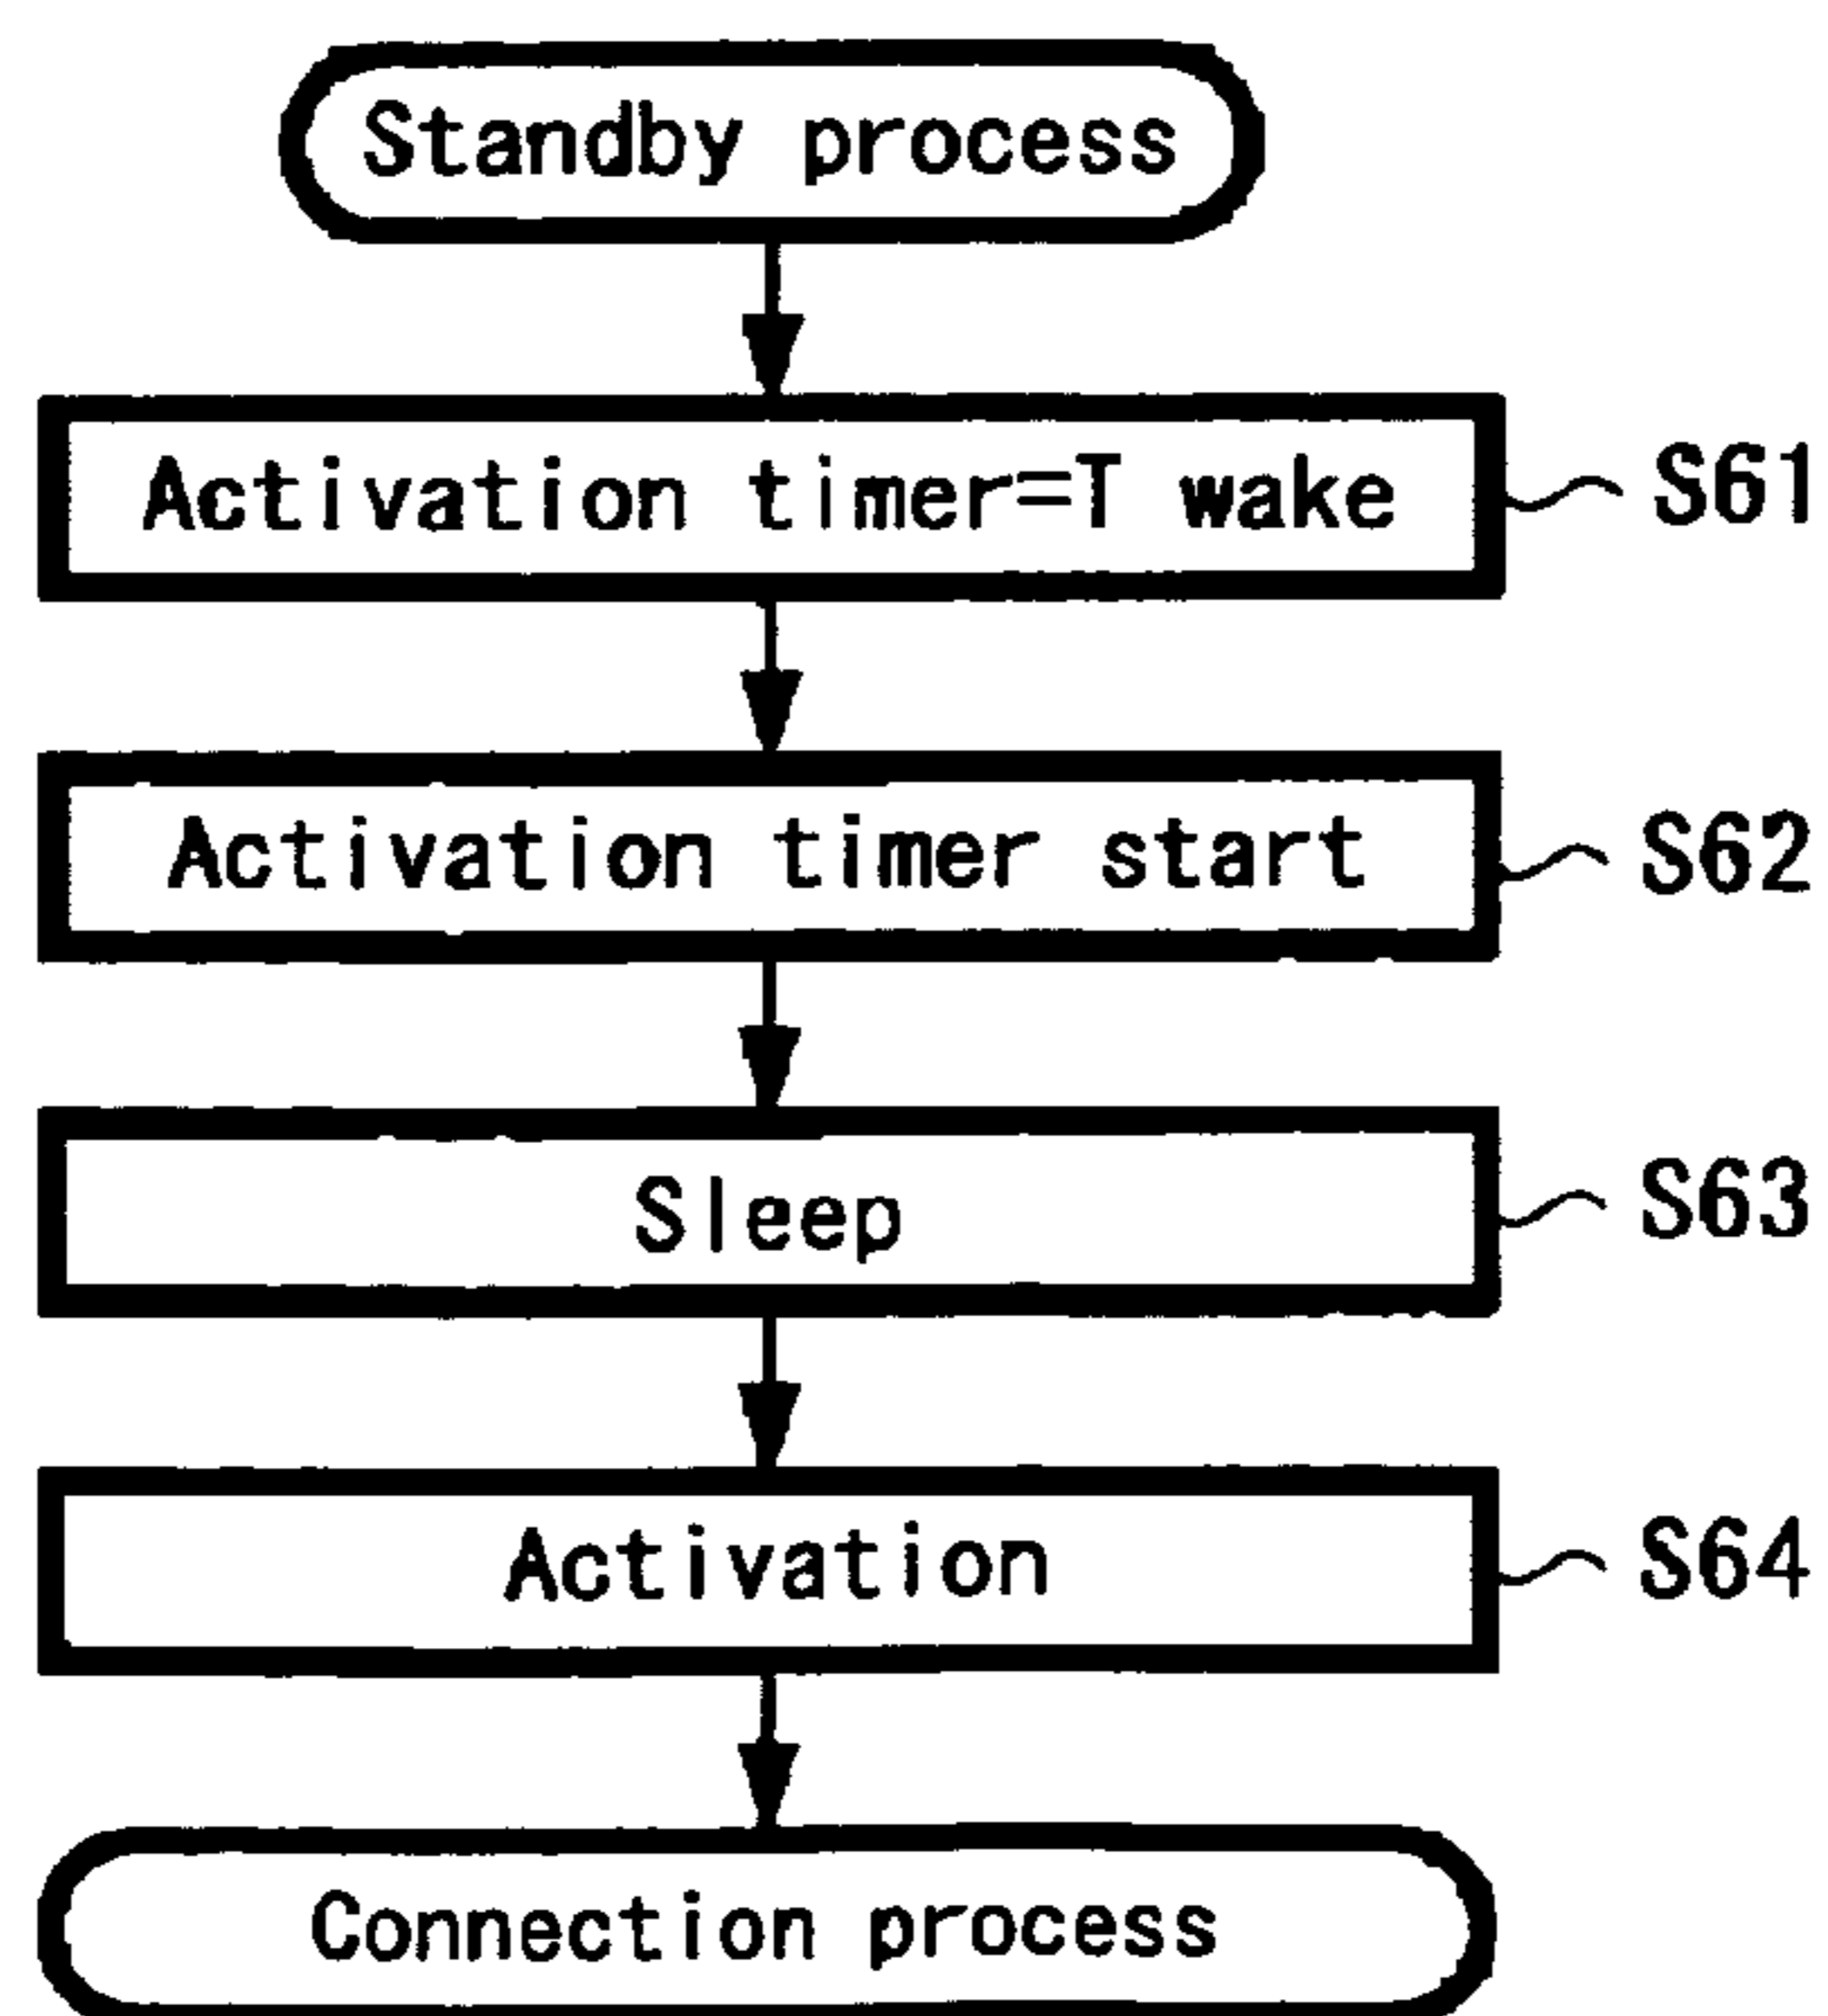 Standby process
Activation timer=T wake S61
Activation timer start S62
Sleep S63
Activation S64
Connection process